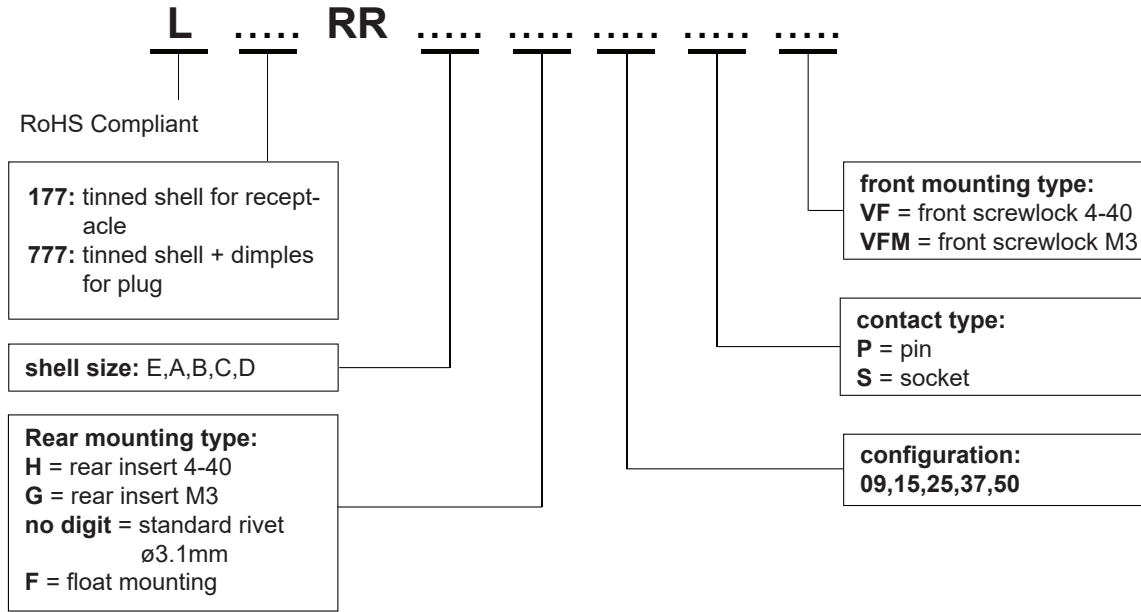 L ..... RR ..... ..... ..... ..... .....
RoHS Compliant
177: tinned shell for recept-
acle
777: tinned shell + dimples
for plug
shell size: E,A,B,C,D
Rear mounting type:
H = rear insert 4-40
G = rear insert M3
no digit = standard rivet
ø3.1mm
F = float mounting
front mounting type:
VF = front screwlock 4-40
VFM = front screwlock M3
contact type:
P = pin
S = socket
configuration:
09,15,25,37,50